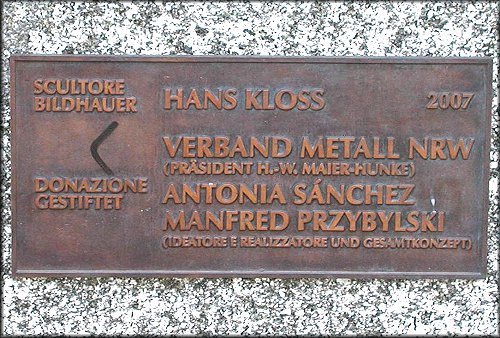 SCULTORE
BILDHAUER
HANS KLOSS 2007
VERBAND METALL NRW
(PRÄSIDENT H.-W. MAIER-HUNKE)
DONAZIONE
GESTIFTET
ANTONIA SÁNCHEZ
MANFRED PRZYBYLSKI
(IDEATORE E REALIZZATORE UND GESAMTKONZEPT)